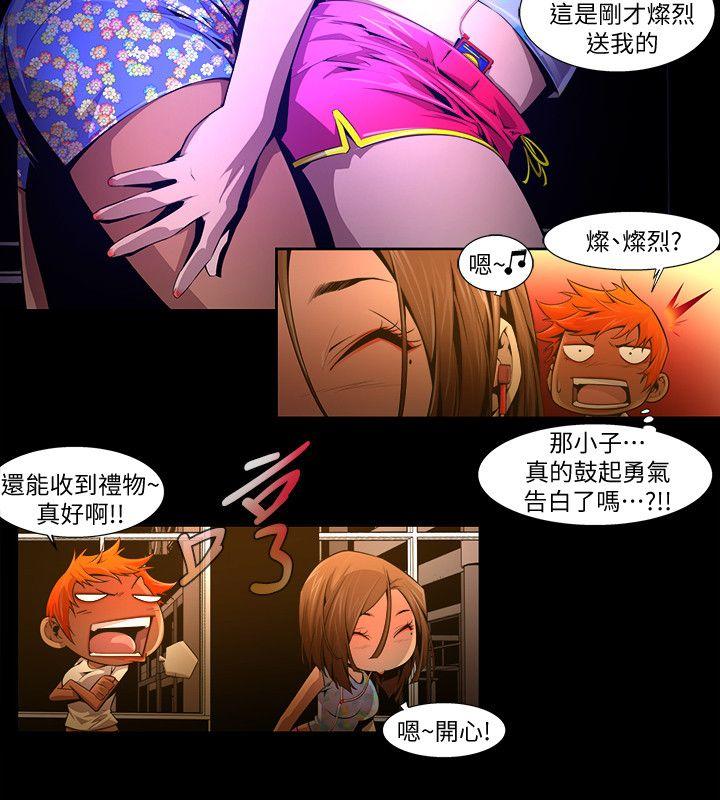 這是剛才燦烈
送我的
燦、燦烈?
嗯~♫
那小子…
真的鼓起勇氣
告白了嗎…?!!
還能收到禮物~
真好啊!!
哼
嗯~開心!